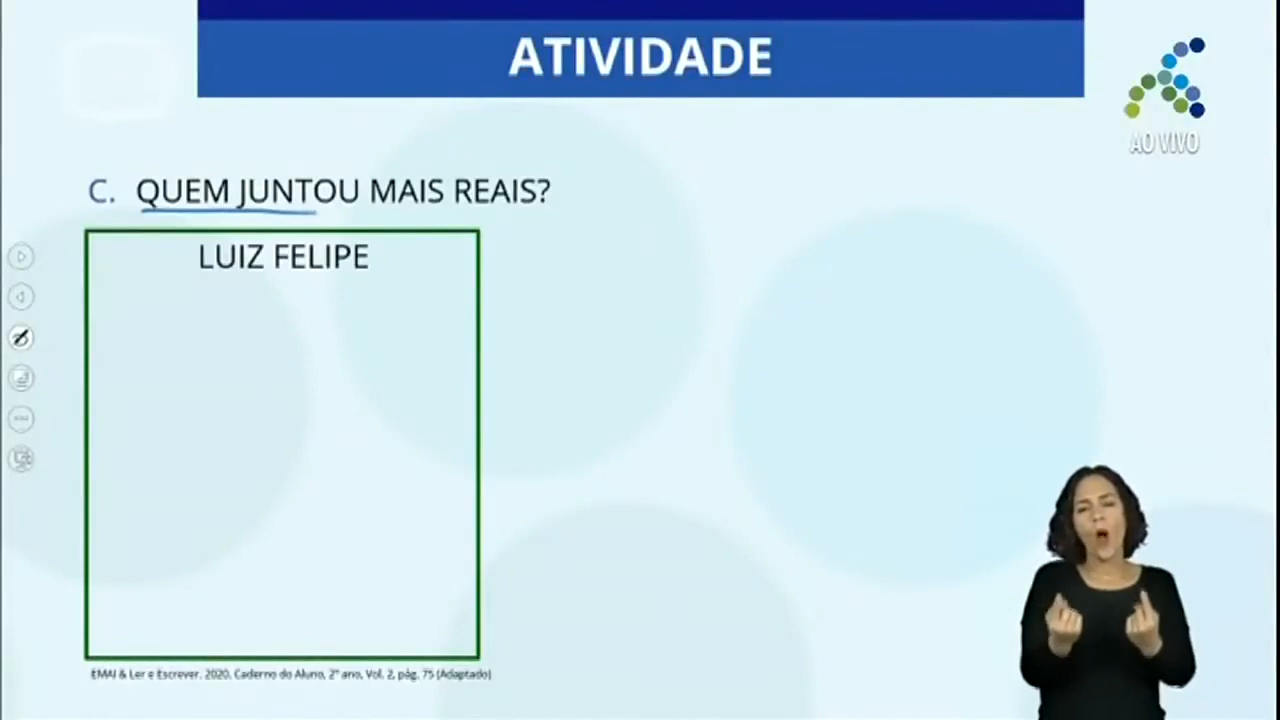 ATIVIDADE
AO VIVO
C. QUEM JUNTOU MAIS REAIS?
LUIZ FELIPE
EMAI & Ler e Escrever. 2020. Caderno do Aluno, 2º ano, Vol. 2, pág. 75 (Adaptado)